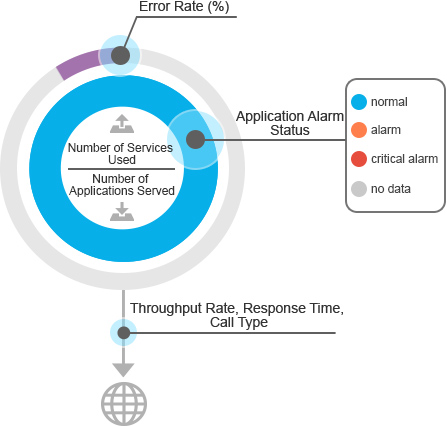 Error Rate (%)
Application Alarm
Status
normal
alarm
critical alarm
no data
Number of Services
Used
Number of
Applications Served
Throughput Rate, Response Time,
Call Type